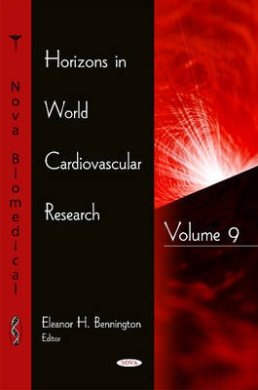 Nova Biomedical
Horizons in
World
Cardiovascular
Research
Volume 9
Eleanor H. Bennington
Editor
NOVA